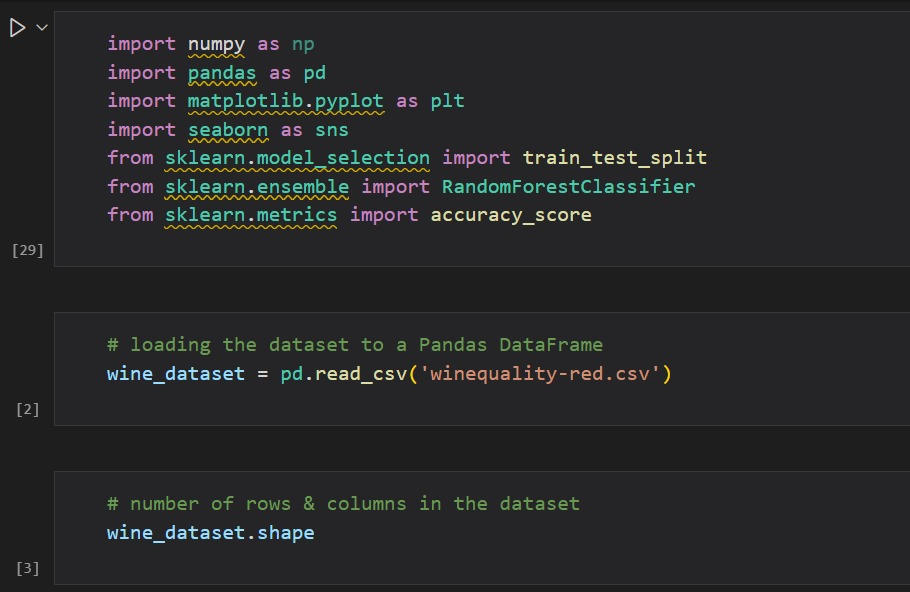 import numpy as np
import pandas as pd
import matplotlib.pyplot as plt
import seaborn as sns
from sklearn.model_selection import train_test_split
from sklearn.ensemble import RandomForestClassifier
from sklearn.metrics import accuracy_score
[29]
# loading the dataset to a Pandas DataFrame
wine_dataset = pd.read_csv('winequality-red.csv')
[2]
# number of rows & columns in the dataset
wine_dataset.shape
[3]